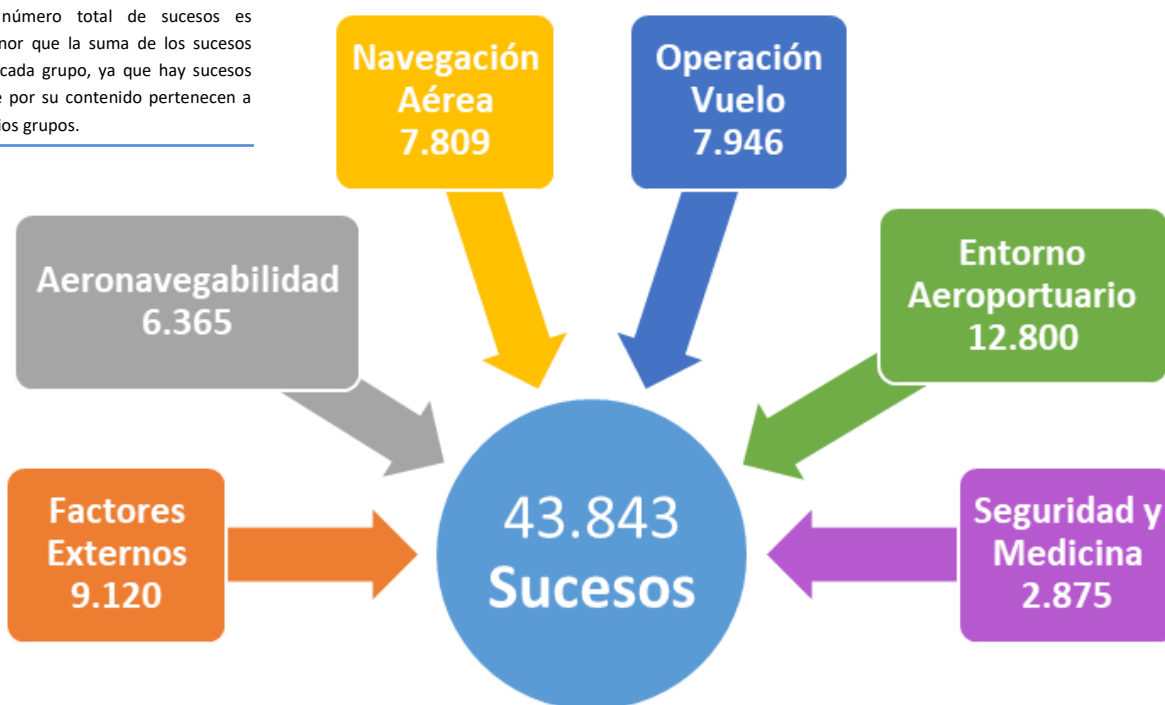 número total de sucesos es
nor que la suma de los sucesos
cada grupo, ya que hay sucesos
e por su contenido pertenecen a
ios grupos.
Navegación
Aérea
7.809
Operación
Vuelo
7.946
Aeronavegabilidad
6.365
Entorno
Aeroportuario
12.800
Factores
Externos
9.120
43.843
Sucesos
Seguridad y
Medicina
2.875